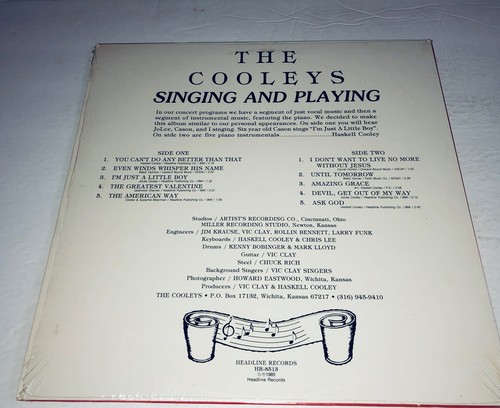 THE
COOLEYS
SINGING AND PLAYING
In our concert programs we have a segment of just vocal music and then a
segment of instrumental music, featuring the piano. We decided to make
this album similar to our personal appearances. On side one you will hear
JoLee, Cason, and I singing. Six year old Cason sings "I'm Just A Little Boy".
On side two are five piano instrumentals....................Haskell Cooley
SIDE ONE
1. YOU CAN'T DO ANY BETTER THAN THAT
2. EVEN WINDS WHISPER HIS NAME
3. I'M JUST A LITTLE BOY
4. THE GREATEST VALENTINE
5. THE AMERICAN WAY
SIDE TWO
1. I DON'T WANT TO LIVE NO MORE
WITHOUT JESUS
2. UNTIL TOMORROW
3. AMAZING GRACE
4. DEVIL, GET OUT OF MY WAY
5. ASK GOD
Studios / ARTIST'S RECORDING CO., Cincinnati, Ohio
MILLER RECORDING STUDIO, Newton, Kansas
Engineers / JIM KRAUSE, VIC CLAY, ROLLIN BENNETT, LARRY FUNK
Keyboards / HASKELL COOLEY & CHRIS LEE
Drums / KENNY BOBINGER & MARK LLOYD
Guitar / VIC CLAY
Steel / CHUCK RICH
Background Singers / VIC CLAY SINGERS
Photographer / HOWARD EASTWOOD, Wichita, Kansas
Producers / VIC CLAY & HASKELL COOLEY
THE COOLEYS • P.O. Box 17132, Wichita, Kansas 67217 • (316) 945-9410
HEADLINE RECORDS
HR-8513
©℗1985
Headline Records